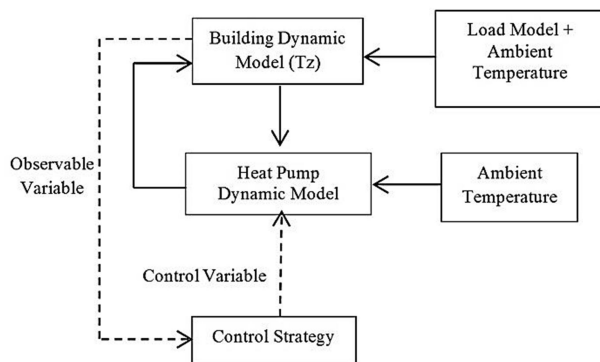 Building Dynamic
Model (Tz)
Load Model +
Ambient
Temperature
Observable
Variable
Heat Pump
Dynamic Model
Ambient
Temperature
Control Variable
Control Strategy